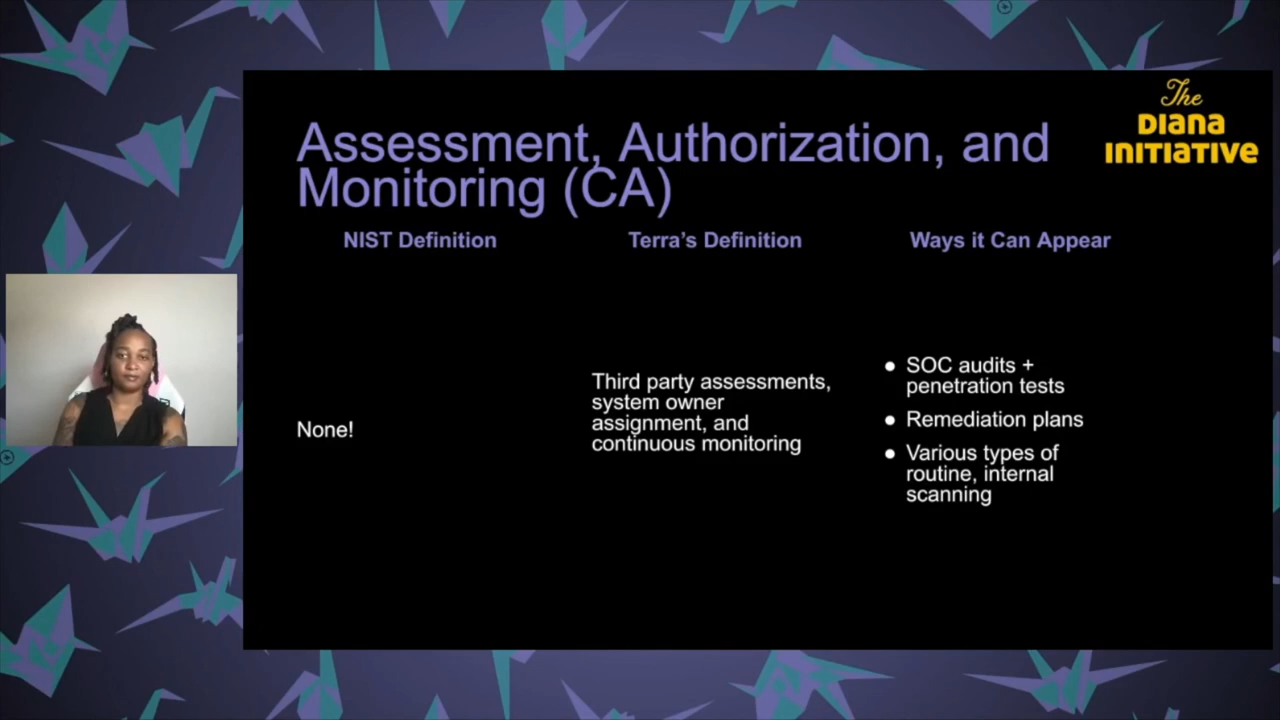 The
DIANA
INITIATIVE
Assessment, Authorization, and
Monitoring (CA)
NIST Definition
Terra's Definition
Ways it Can Appear
None!
Third party assessments,
system owner
assignment, and
continuous monitoring
● SOC audits +
penetration tests
● Remediation plans
● Various types of
routine, internal
scanning